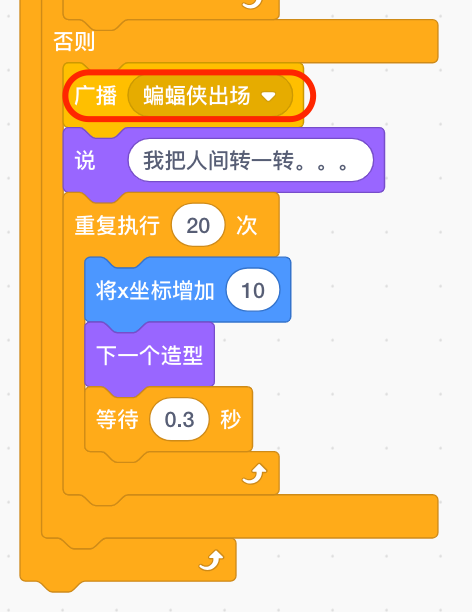 否则
广播 蝙蝠侠出场
说 我把人间转一转。。。
重复执行 20 次
将x坐标增加 10
下一个造型
等待 0.3 秒